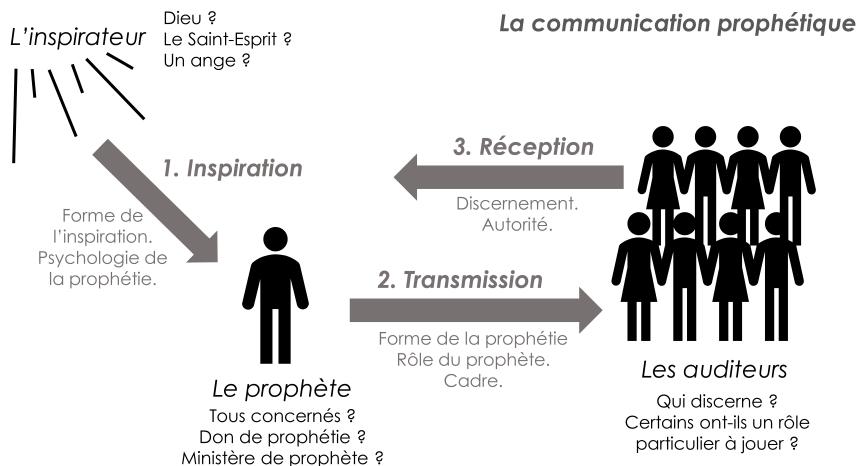 La communication prophétique
L'inspirateur
Dieu ?
Le Saint-Esprit ?
Un ange ?
1. Inspiration
Forme de
l'inspiration.
Psychologie de
la prophétie.
3. Réception
Discernement.
Autorité.
2. Transmission
Forme de la prophétie
Rôle du prophète.
Cadre.
Le prophète
Tous concernés ?
Don de prophétie ?
Ministère de prophète ?
Les auditeurs
Qui discerne ?
Certains ont-ils un rôle
particulier à jouer ?